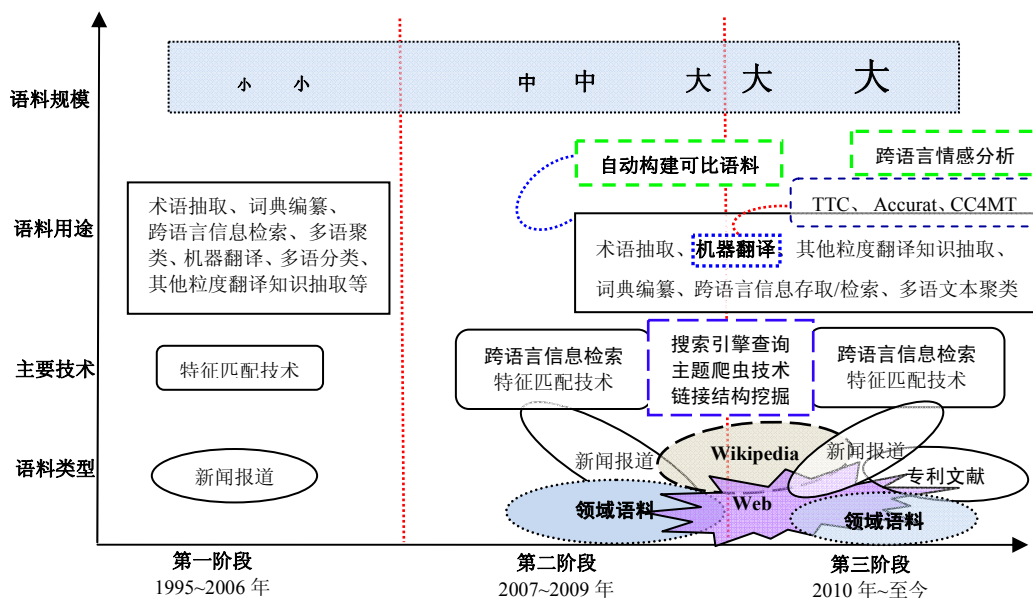 语料规模
小 小 中 中 大 大 大
自动构建可比语料
跨语言情感分析
TTC、 Accurat、CC4MT
语料用途
术语抽取、词典编纂、
跨语言信息检索、多语聚
类、机器翻译、多语分类、
其他粒度翻译知识抽取等
术语抽取、机器翻译、其他粒度翻译知识抽取、
词典编纂、跨语言信息存取/检索、多语文本聚类
主要技术
特征匹配技术
跨语言信息检索
特征匹配技术
搜索引擎查询
主题爬虫技术
链接结构挖掘
跨语言信息检索
特征匹配技术
语料类型
新闻报道
新闻报道
Wikipedia
新闻报道
专利文献
领域语料
Web
领域语料
第一阶段
1995~2006 年
第二阶段
2007~2009 年
第三阶段
2010 年~至今